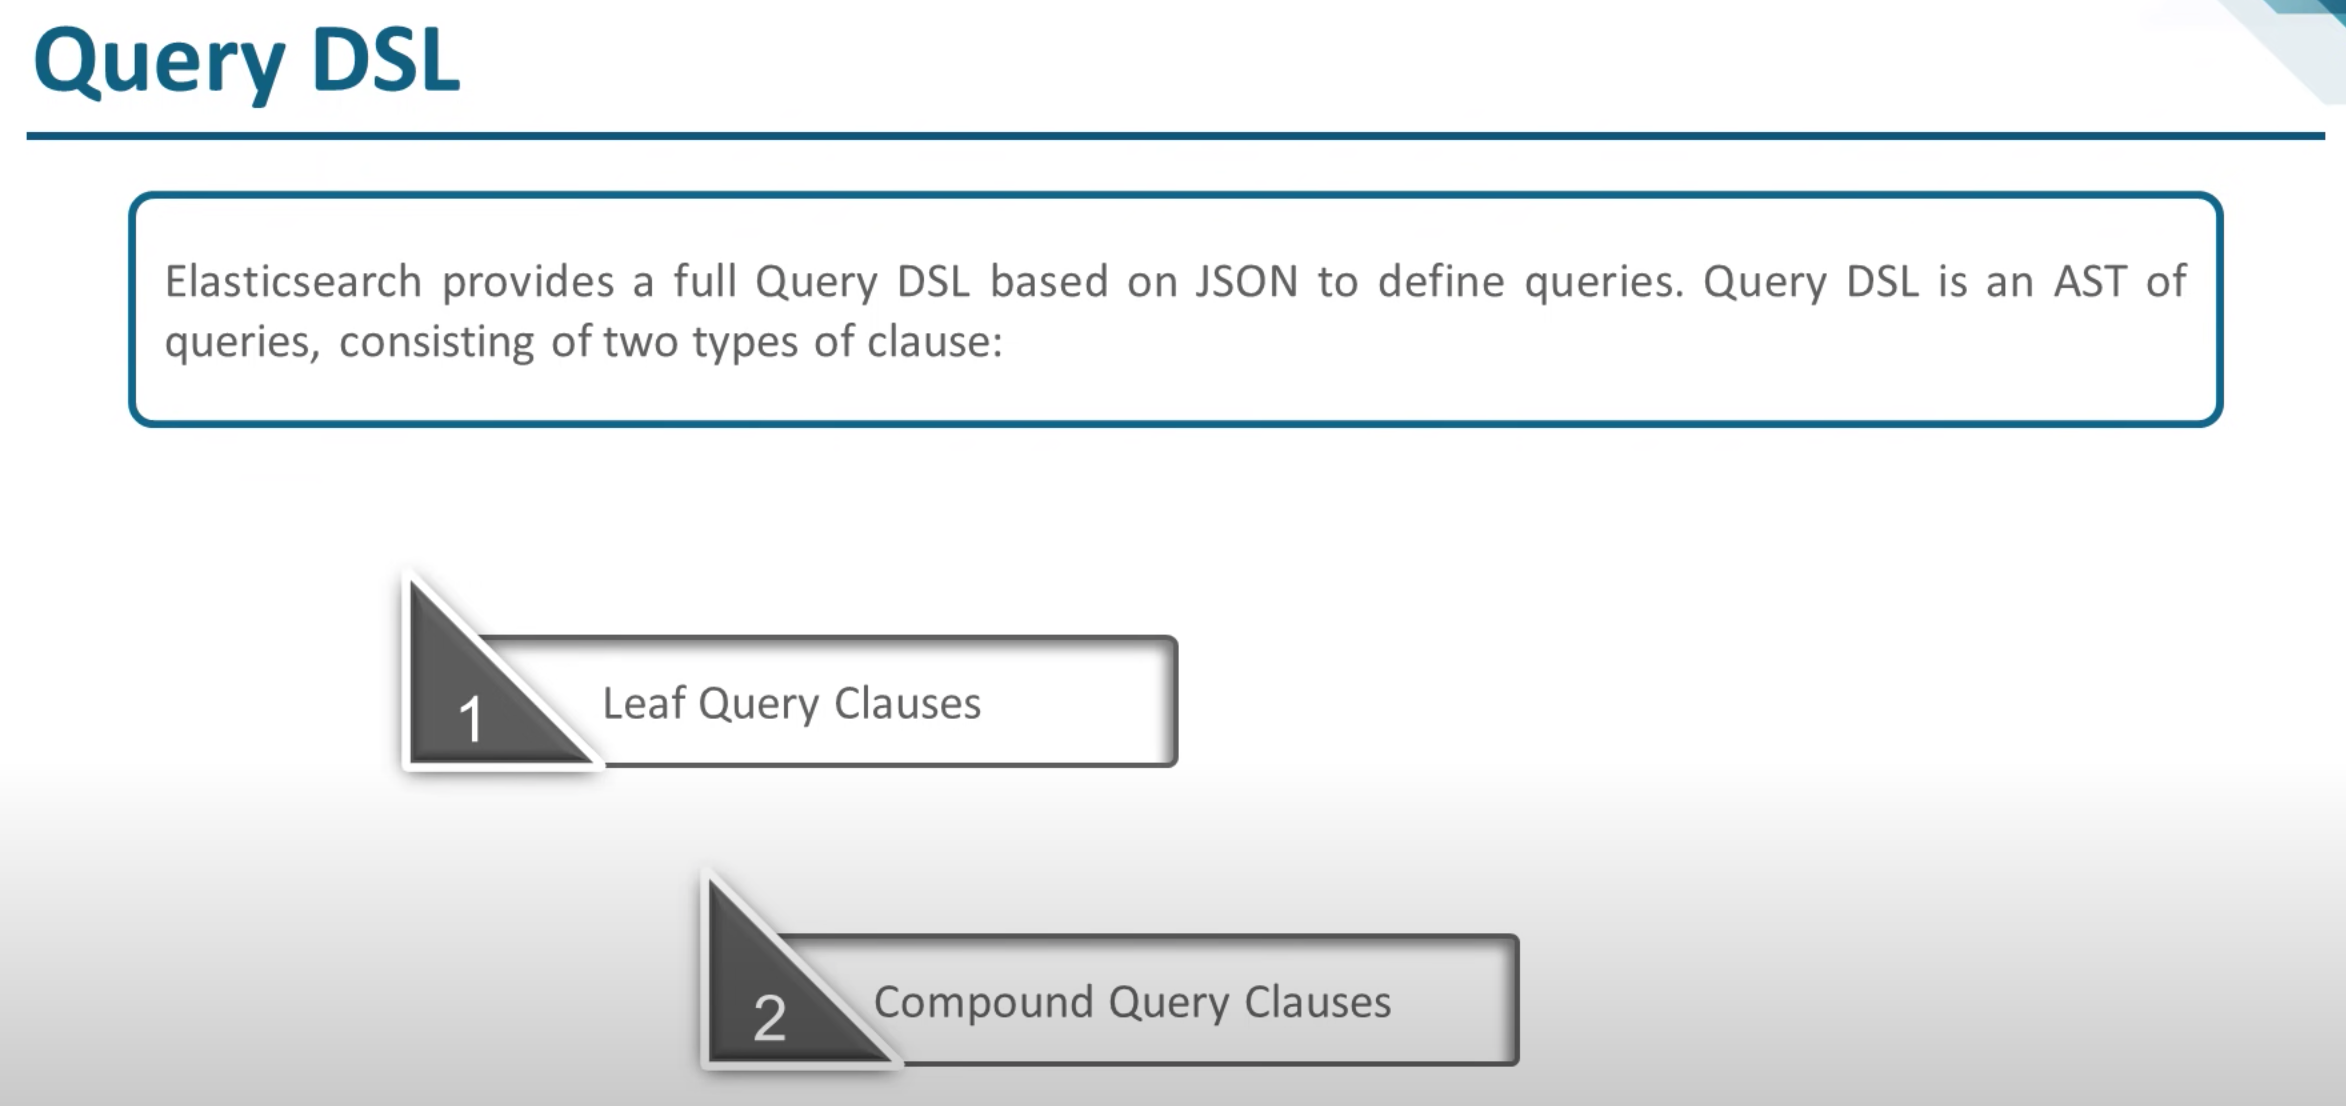 Query DSL
Elasticsearch provides a full Query DSL based on JSON to define queries. Query DSL is an AST of
queries, consisting of two types of clause:
1
Leaf Query Clauses
2
Compound Query Clauses